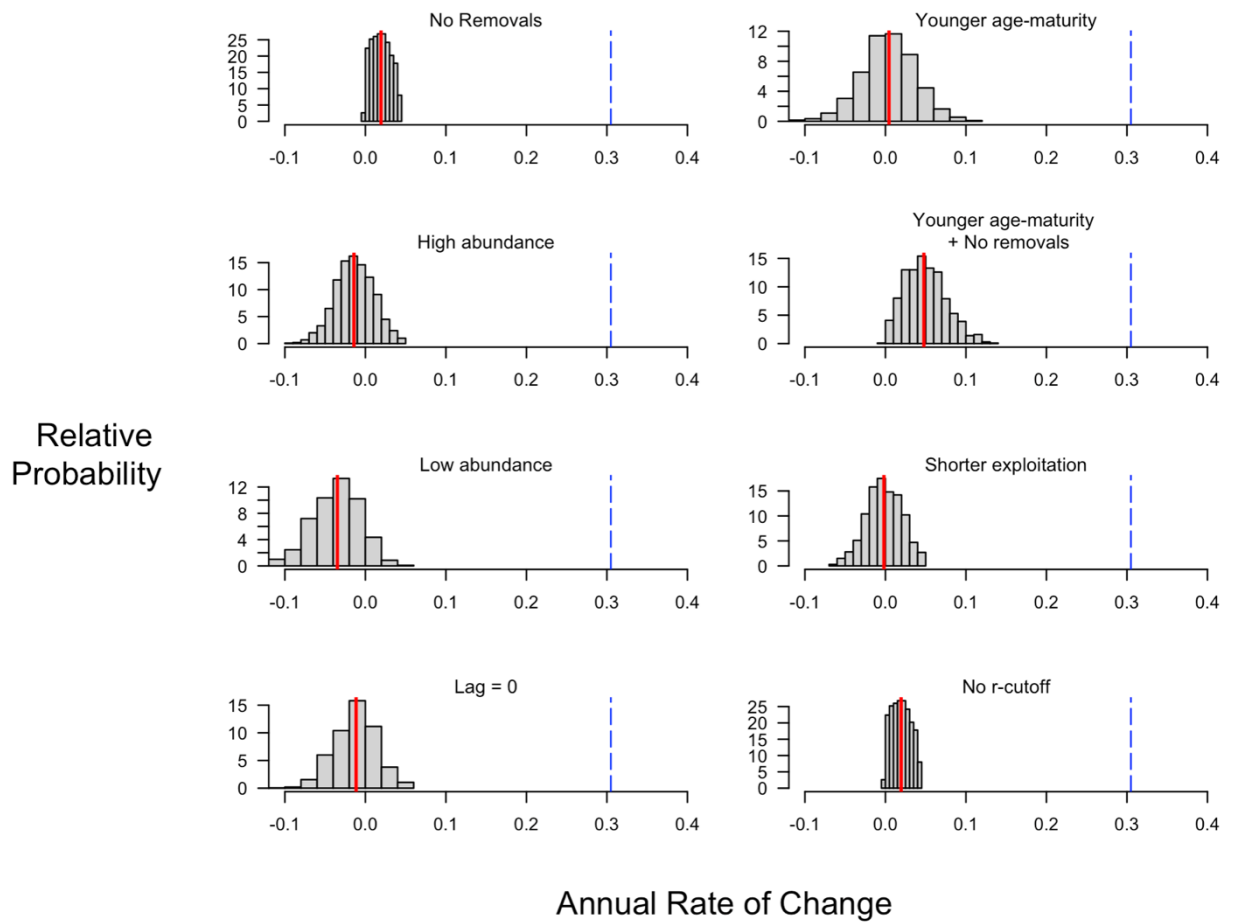 No Removals
25
20
15
10
5
0
-0.1 0.0 0.1 0.2 0.3 0.4
Younger age-maturity
12
8
4
0
-0.1 0.0 0.1 0.2 0.3 0.4
High abundance
15
10
5
0
-0.1 0.0 0.1 0.2 0.3 0.4
Younger age-maturity
+ No removals
15
10
5
0
-0.1 0.0 0.1 0.2 0.3 0.4
Relative
Probability
Low abundance
12
8
4
0
-0.1 0.0 0.1 0.2 0.3 0.4
Shorter exploitation
15
10
5
0
-0.1 0.0 0.1 0.2 0.3 0.4
Lag = 0
15
10
5
0
-0.1 0.0 0.1 0.2 0.3 0.4
No r-cutoff
25
20
15
10
5
0
-0.1 0.0 0.1 0.2 0.3 0.4
Annual Rate of Change